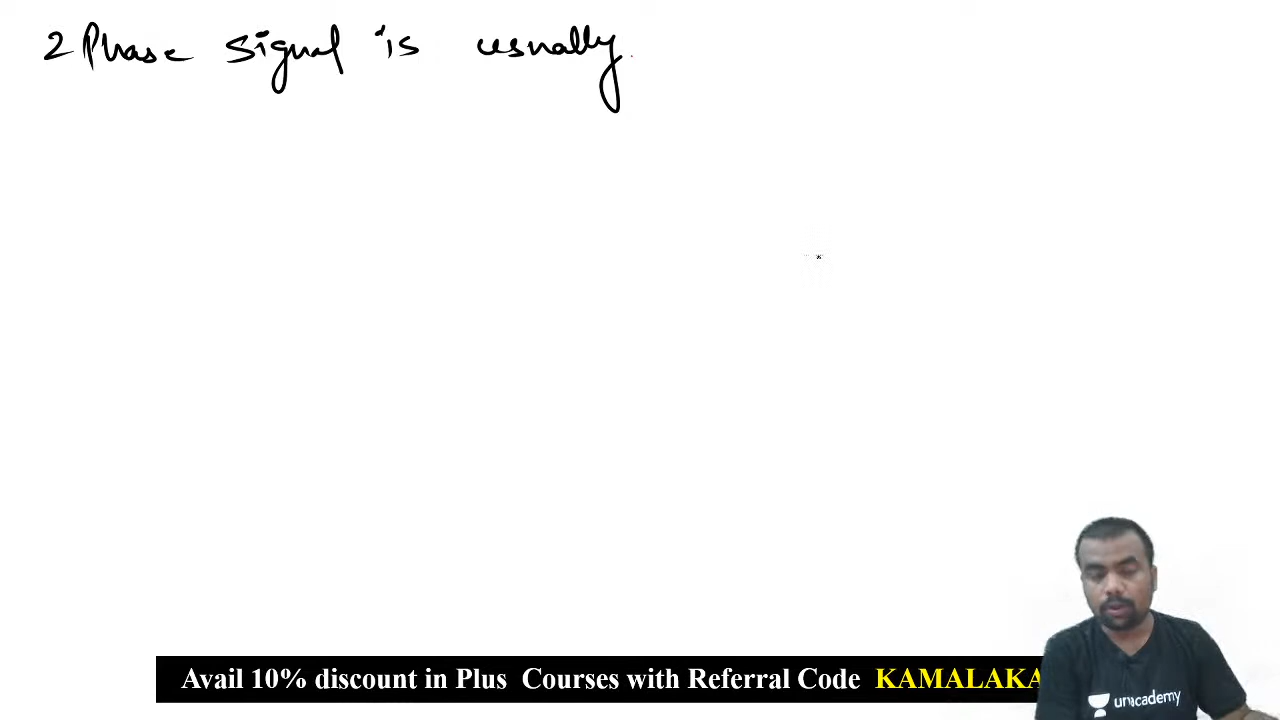 2 Phase signal is usually
Avail 10% discount in Plus Courses with Referral Code KAMALAKA
unacademy